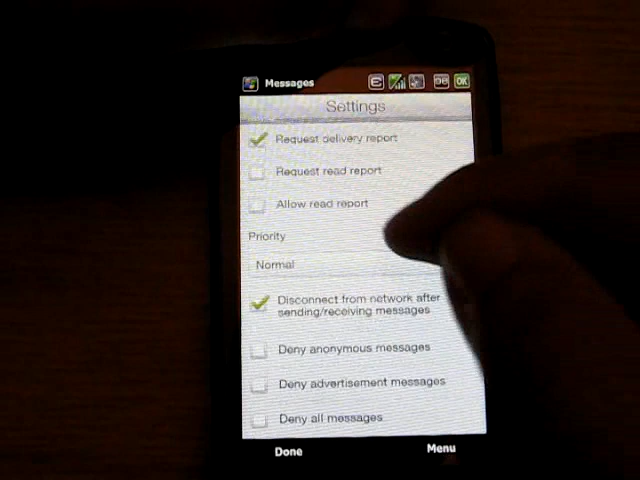 Messages
E
OK
Settings
Request delivery report
Request read report
Allow read report
Priority
Normal
Disconnect from network after
sending/receiving messages
Deny anonymous messages
Deny advertisement messages
Deny all messages
Done
Menu